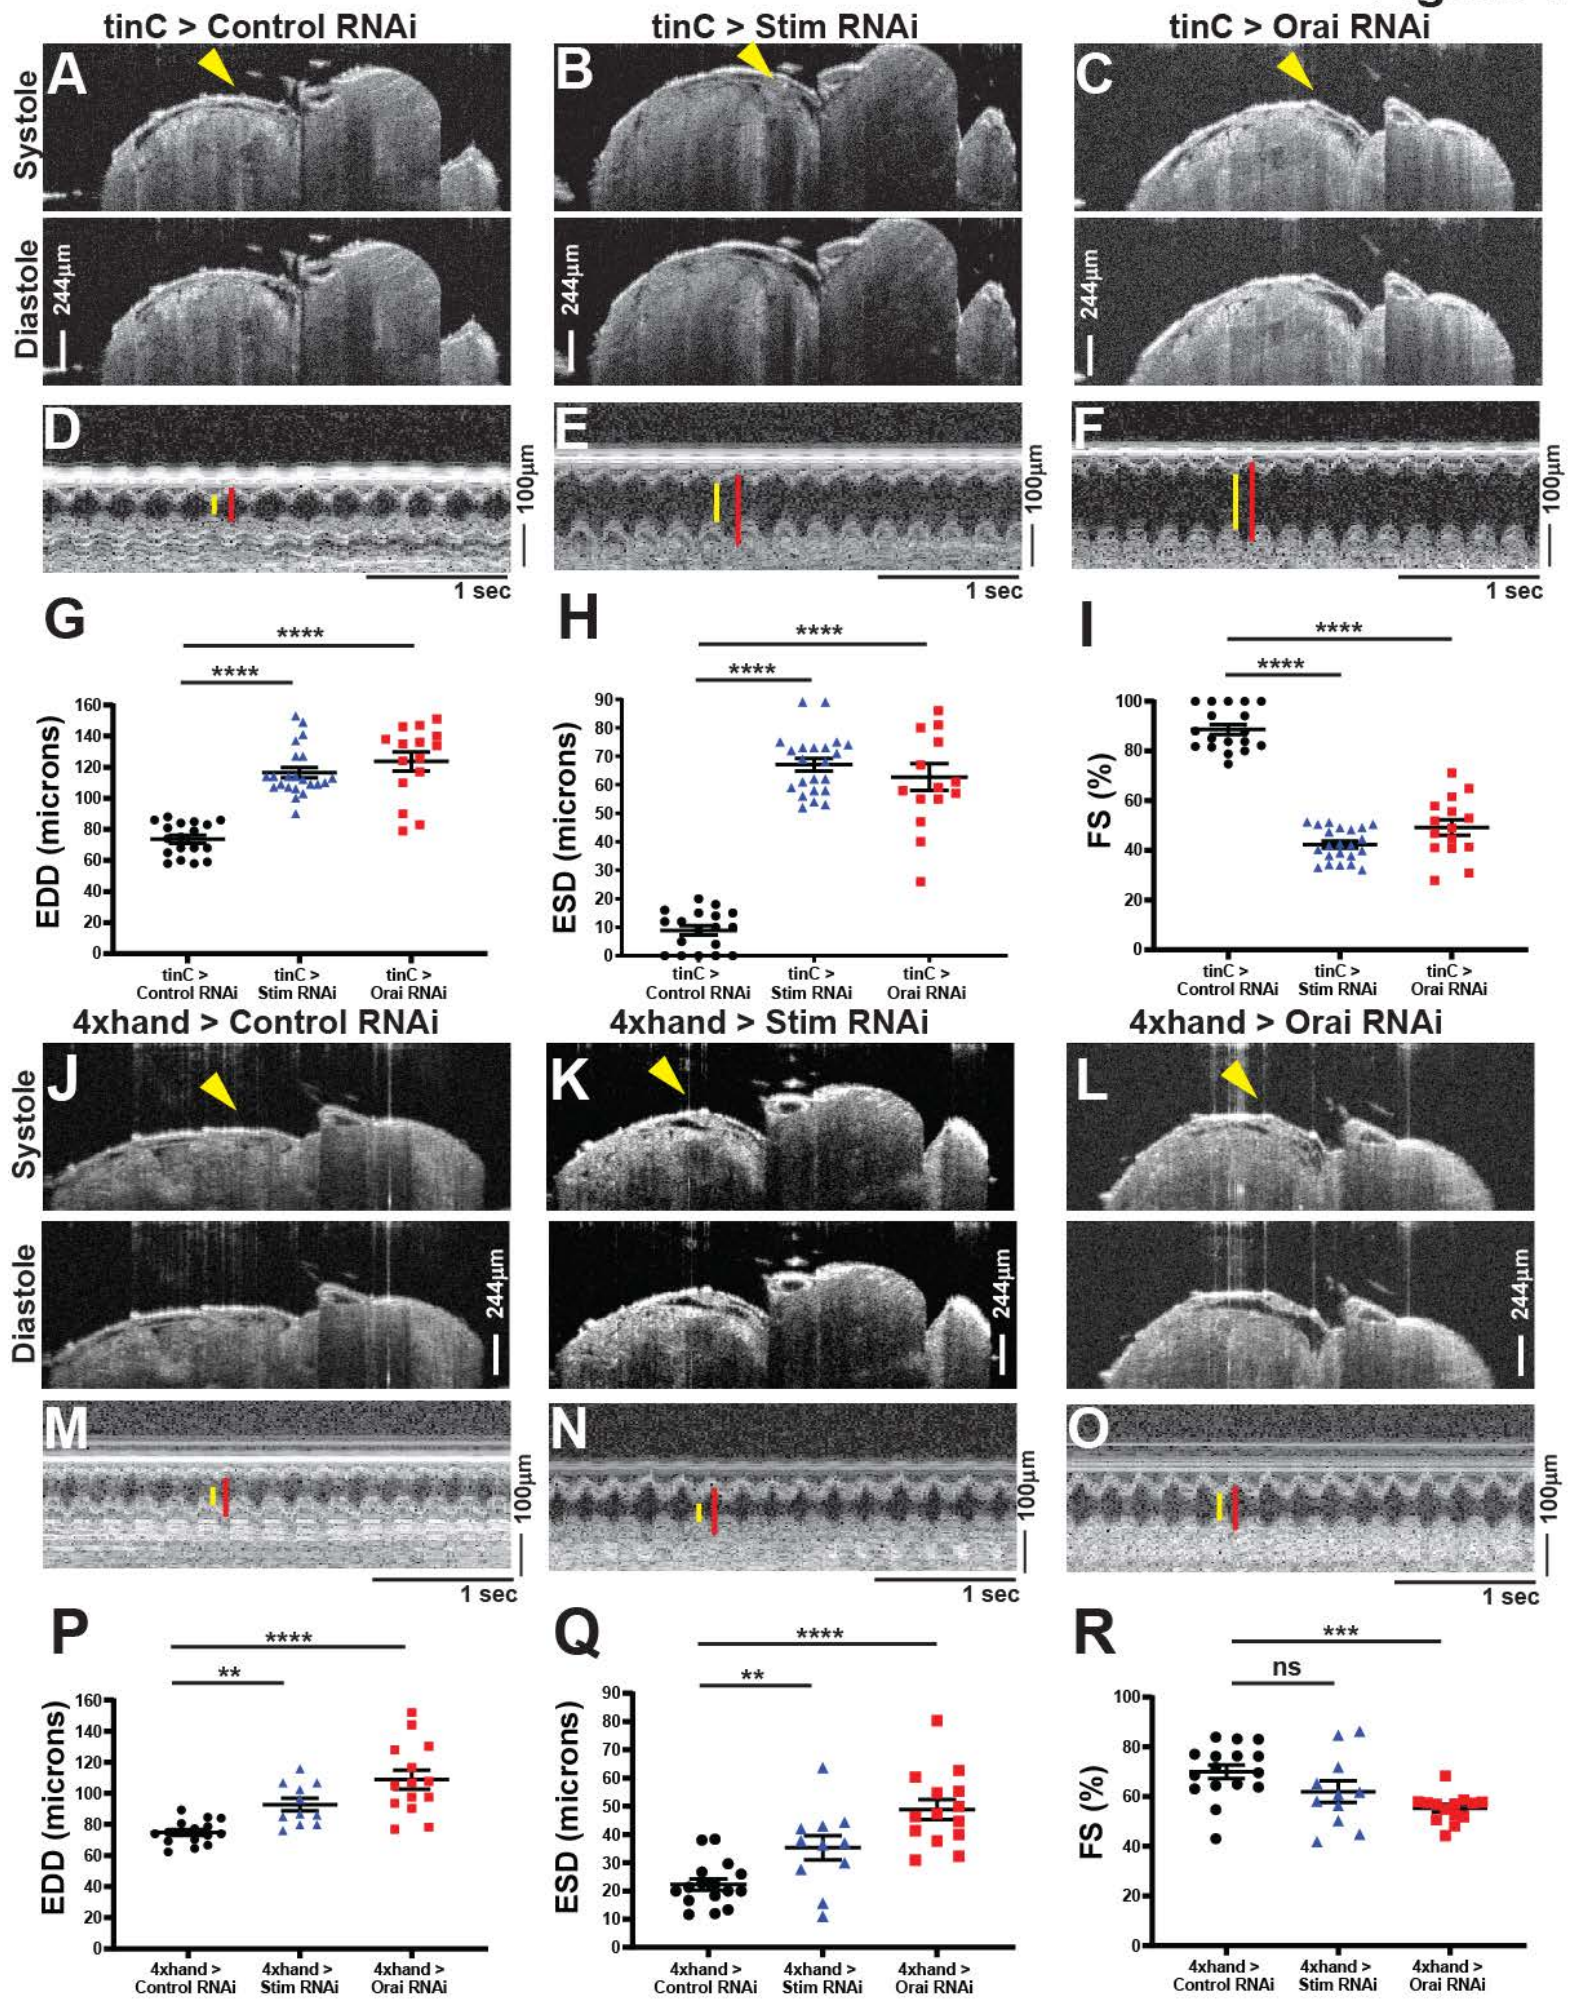 tinC > Control RNAi
tinC > Stim RNAi
tinC > Orai RNAi
Systole
A
B
C
Diastole
244µm
244µm
244µm
D
E
F
100µm
100µm
100µm
1 sec
1 sec
1 sec
G
****
****
EDD (microns)
160
140
120
100
80
60
40
20
0
tinC >
Control RNAi
tinC >
Stim RNAi
tinC >
Orai RNAi
H
****
****
ESD (microns)
90
80
70
60
50
40
30
20
10
0
tinC >
Control RNAi
tinC >
Stim RNAi
tinC >
Orai RNAi
I
****
****
FS (%)
100
80
60
40
20
0
tinC >
Control RNAi
tinC >
Stim RNAi
tinC >
Orai RNAi
4xhand > Control RNAi
4xhand > Stim RNAi
4xhand > Orai RNAi
Systole
J
K
L
Diastole
244µm
244µm
244µm
M
N
O
100µm
100µm
100µm
1 sec
1 sec
1 sec
P
****
**
EDD (microns)
160
140
120
100
80
60
40
20
0
4xhand >
Control RNAi
4xhand >
Stim RNAi
4xhand >
Orai RNAi
Q
****
**
ESD (microns)
90
80
70
60
50
40
30
20
10
0
4xhand >
Control RNAi
4xhand >
Stim RNAi
4xhand >
Orai RNAi
R
***
ns
FS (%)
100
80
60
40
20
0
4xhand >
Control RNAi
4xhand >
Stim RNAi
4xhand >
Orai RNAi